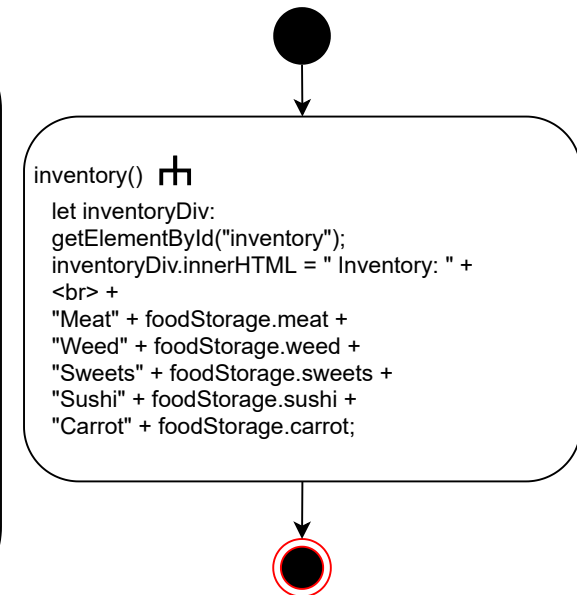 inventory()
let inventoryDiv:
getElementById("inventory");
inventoryDiv.innerHTML = " Inventory: " +
<br> +
"Meat" + foodStorage.meat +
"Weed" + foodStorage.weed +
"Sweets" + foodStorage.sweets +
"Sushi" + foodStorage.sushi +
"Carrot" + foodStorage.carrot;